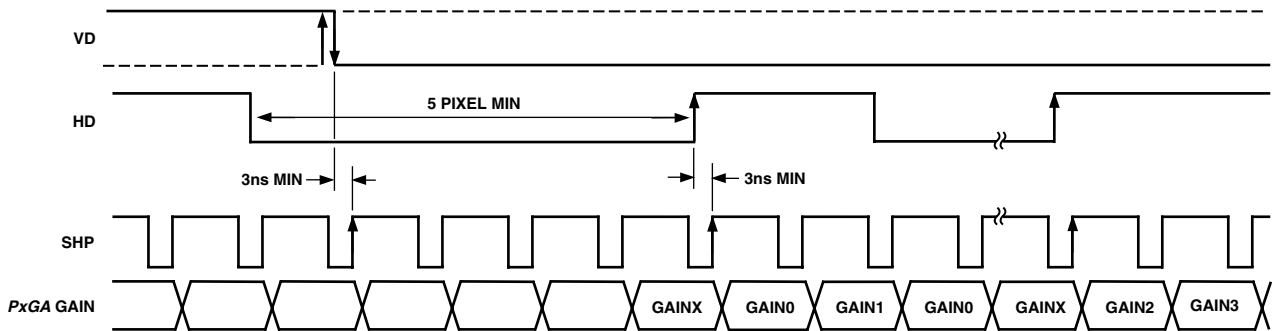 VD
HD
5 PIXEL MIN
3ns MIN
3ns MIN
SHP
PxGA GAIN
GAINX
GAIN0
GAIN1
GAIN0
GAINX
GAIN2
GAIN3